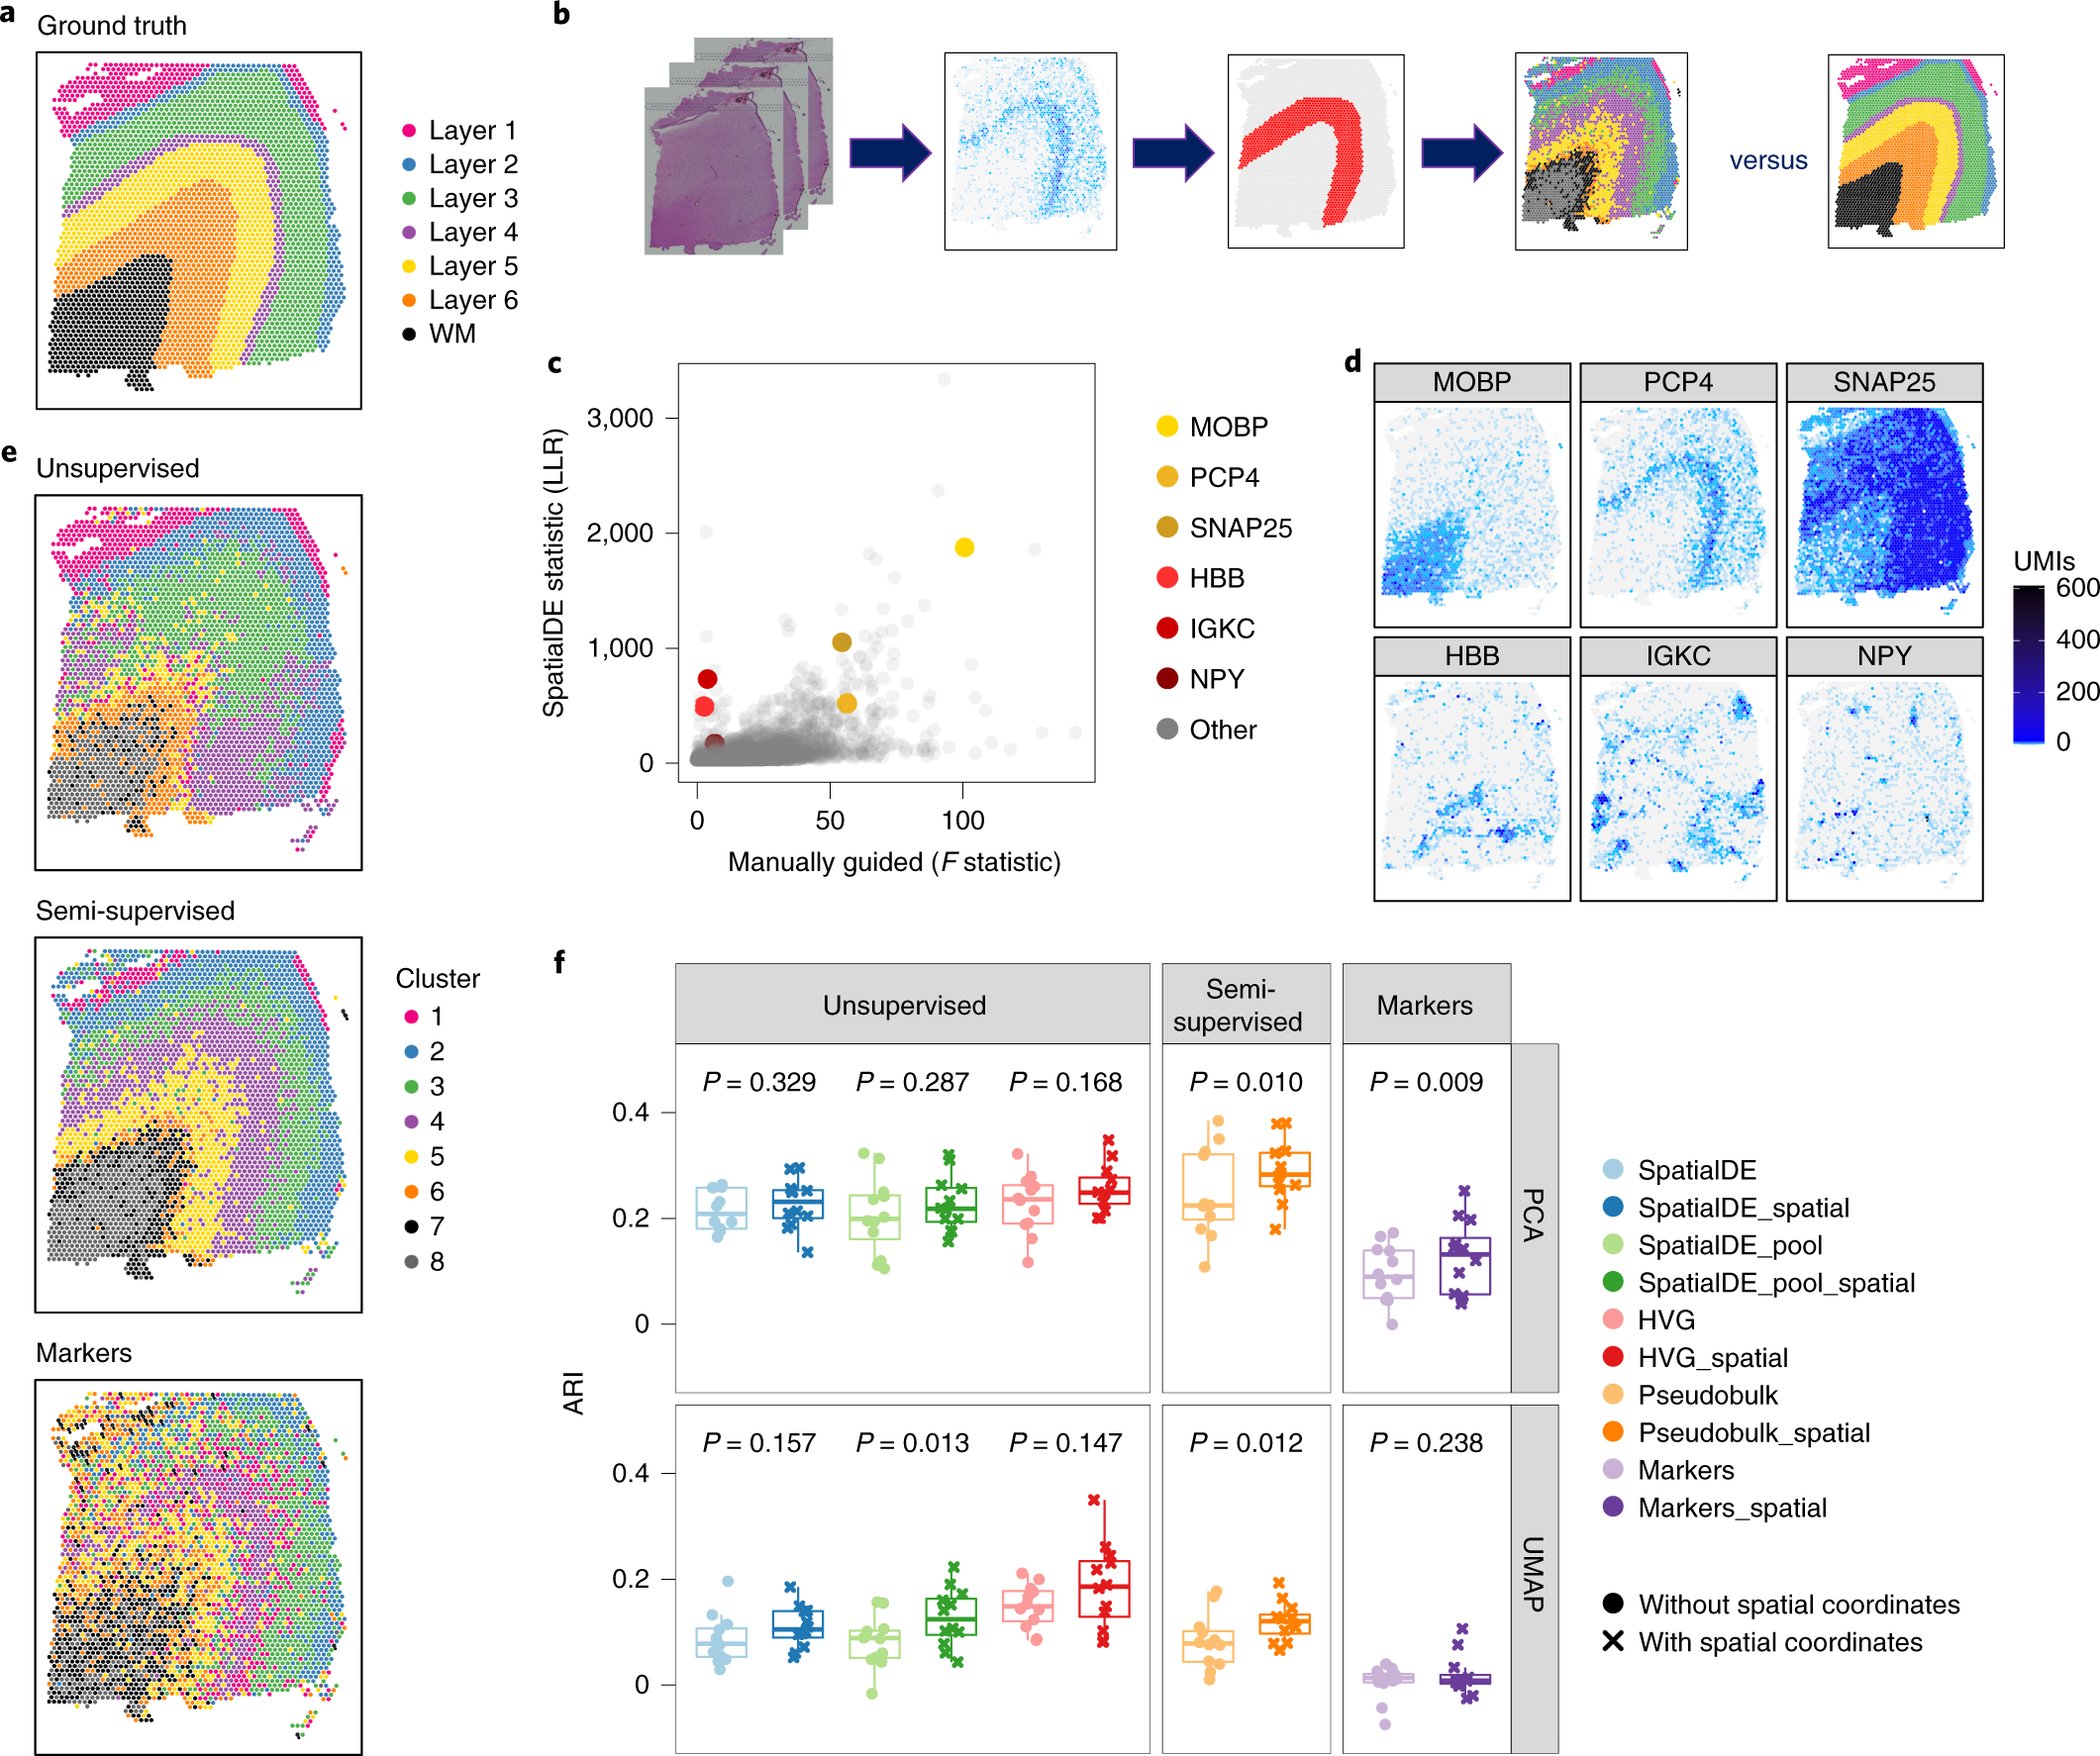 a
Ground truth
Layer 1
Layer 2
Layer 3
Layer 4
Layer 5
Layer 6
WM
b
versus
c
SpatialDE statistic (LLR)
3,000
2,000
1,000
0
0 50 100
Manually guided (F statistic)
MOBP
PCP4
SNAP25
HBB
IGKC
NPY
Other
d
MOBP PCP4 SNAP25
HBB IGKC NPY
UMIs
600
400
200
0
e
Unsupervised
Semi-supervised
Cluster
1
2
3
4
5
6
7
8
Markers
f
Unsupervised
Semi-
supervised
Markers
P = 0.329 P = 0.287 P = 0.168 P = 0.010 P = 0.009
0.4
0.2
0
PCA
ARI
P = 0.157 P = 0.013 P = 0.147 P = 0.012 P = 0.238
0.4
0.2
0
UMAP
SpatialDE
SpatialDE_spatial
SpatialDE_pool
SpatialDE_pool_spatial
HVG
HVG_spatial
Pseudobulk
Pseudobulk_spatial
Markers
Markers_spatial
Without spatial coordinates
With spatial coordinates